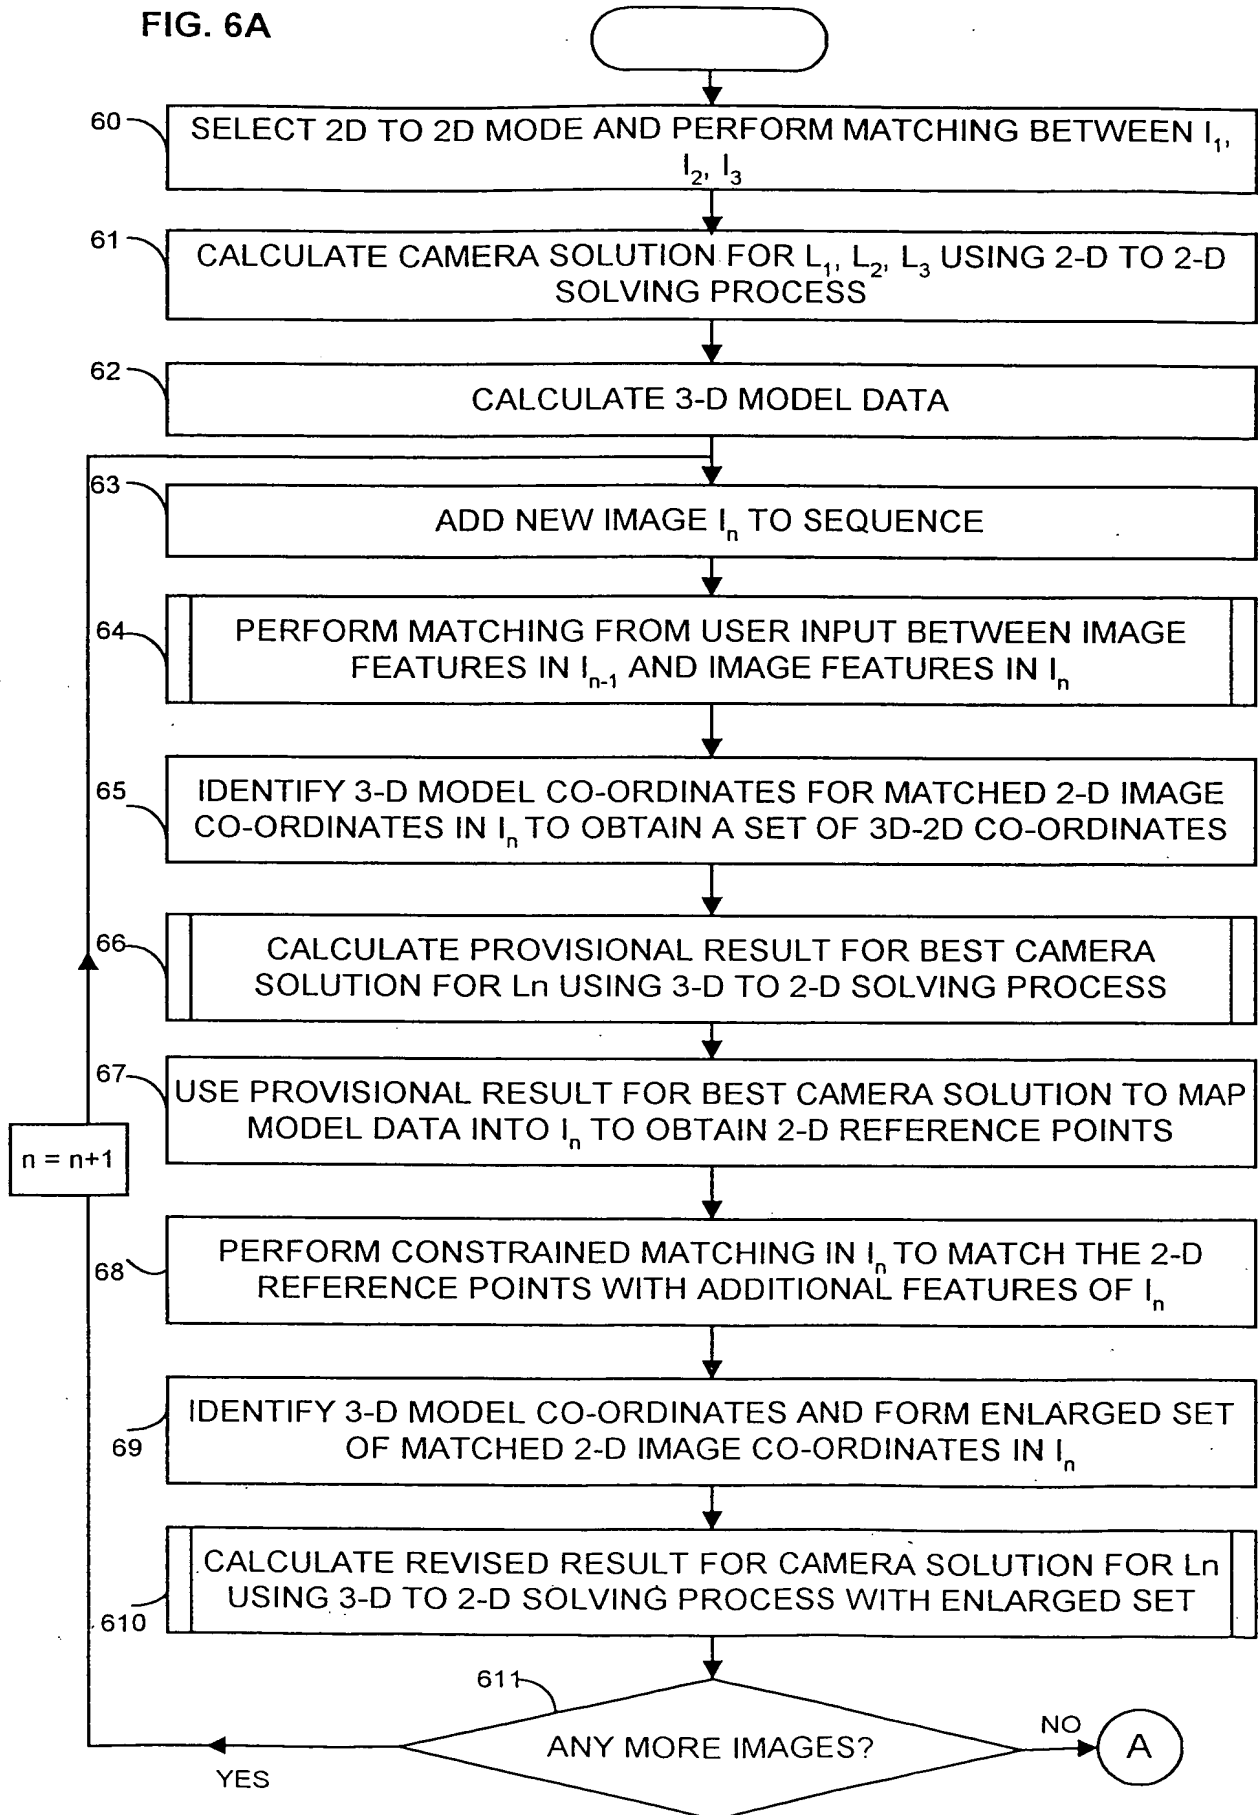 FIG. 6A
60
SELECT 2D TO 2D MODE AND PERFORM MATCHING BETWEEN I₁,
I₂, I₃
61
CALCULATE CAMERA SOLUTION FOR L₁, L₂, L₃ USING 2-D TO 2-D
SOLVING PROCESS
62
CALCULATE 3-D MODEL DATA
63
ADD NEW IMAGE Iₙ TO SEQUENCE
64
PERFORM MATCHING FROM USER INPUT BETWEEN IMAGE
FEATURES IN Iₙ₋₁ AND IMAGE FEATURES IN Iₙ
65
IDENTIFY 3-D MODEL CO-ORDINATES FOR MATCHED 2-D IMAGE
CO-ORDINATES IN Iₙ TO OBTAIN A SET OF 3D-2D CO-ORDINATES
66
CALCULATE PROVISIONAL RESULT FOR BEST CAMERA
SOLUTION FOR Ln USING 3-D TO 2-D SOLVING PROCESS
67
USE PROVISIONAL RESULT FOR BEST CAMERA SOLUTION TO MAP
MODEL DATA INTO Iₙ TO OBTAIN 2-D REFERENCE POINTS
n = n+1
68
PERFORM CONSTRAINED MATCHING IN Iₙ TO MATCH THE 2-D
REFERENCE POINTS WITH ADDITIONAL FEATURES OF Iₙ
69
IDENTIFY 3-D MODEL CO-ORDINATES AND FORM ENLARGED SET
OF MATCHED 2-D IMAGE CO-ORDINATES IN Iₙ
610
CALCULATE REVISED RESULT FOR CAMERA SOLUTION FOR Ln
USING 3-D TO 2-D SOLVING PROCESS WITH ENLARGED SET
611
ANY MORE IMAGES?
YES
NO
A